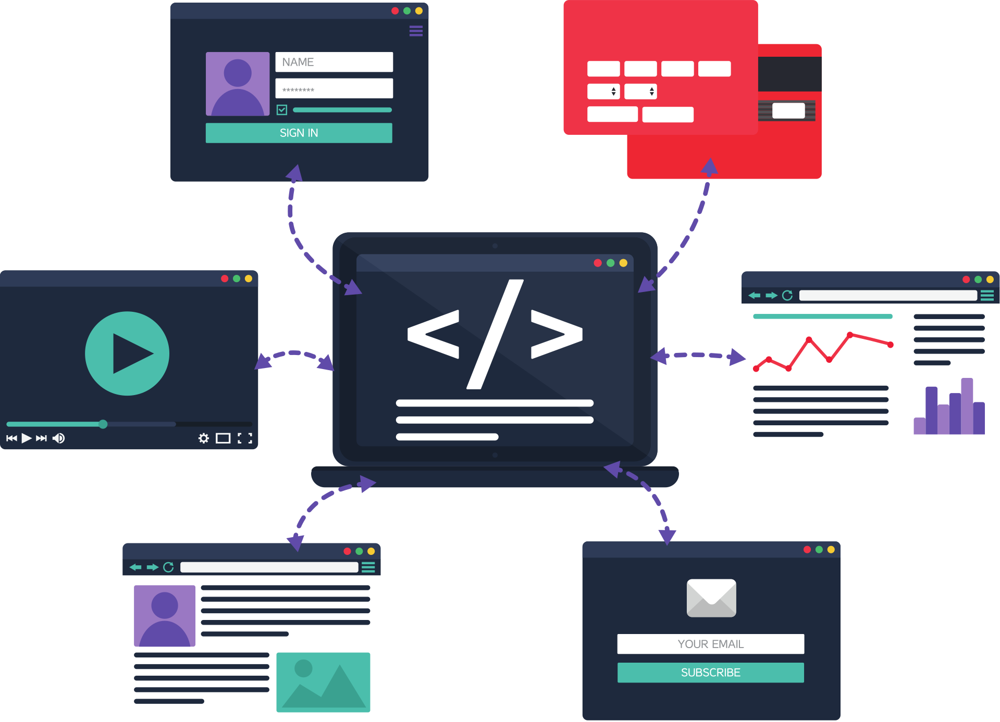 NAME
********
SIGN IN
</>
YOUR EMAIL
SUBSCRIBE